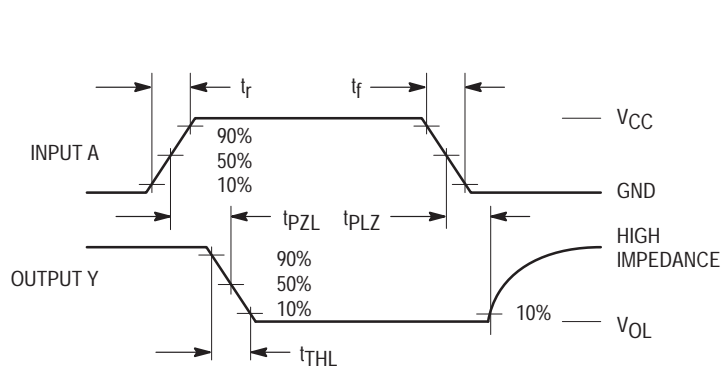 tr
tf
VCC
INPUT A
90%
50%
10%
GND
tPZL
tPLZ
HIGH
IMPEDANCE
OUTPUT Y
90%
50%
10%
10%
VOL
tTHL